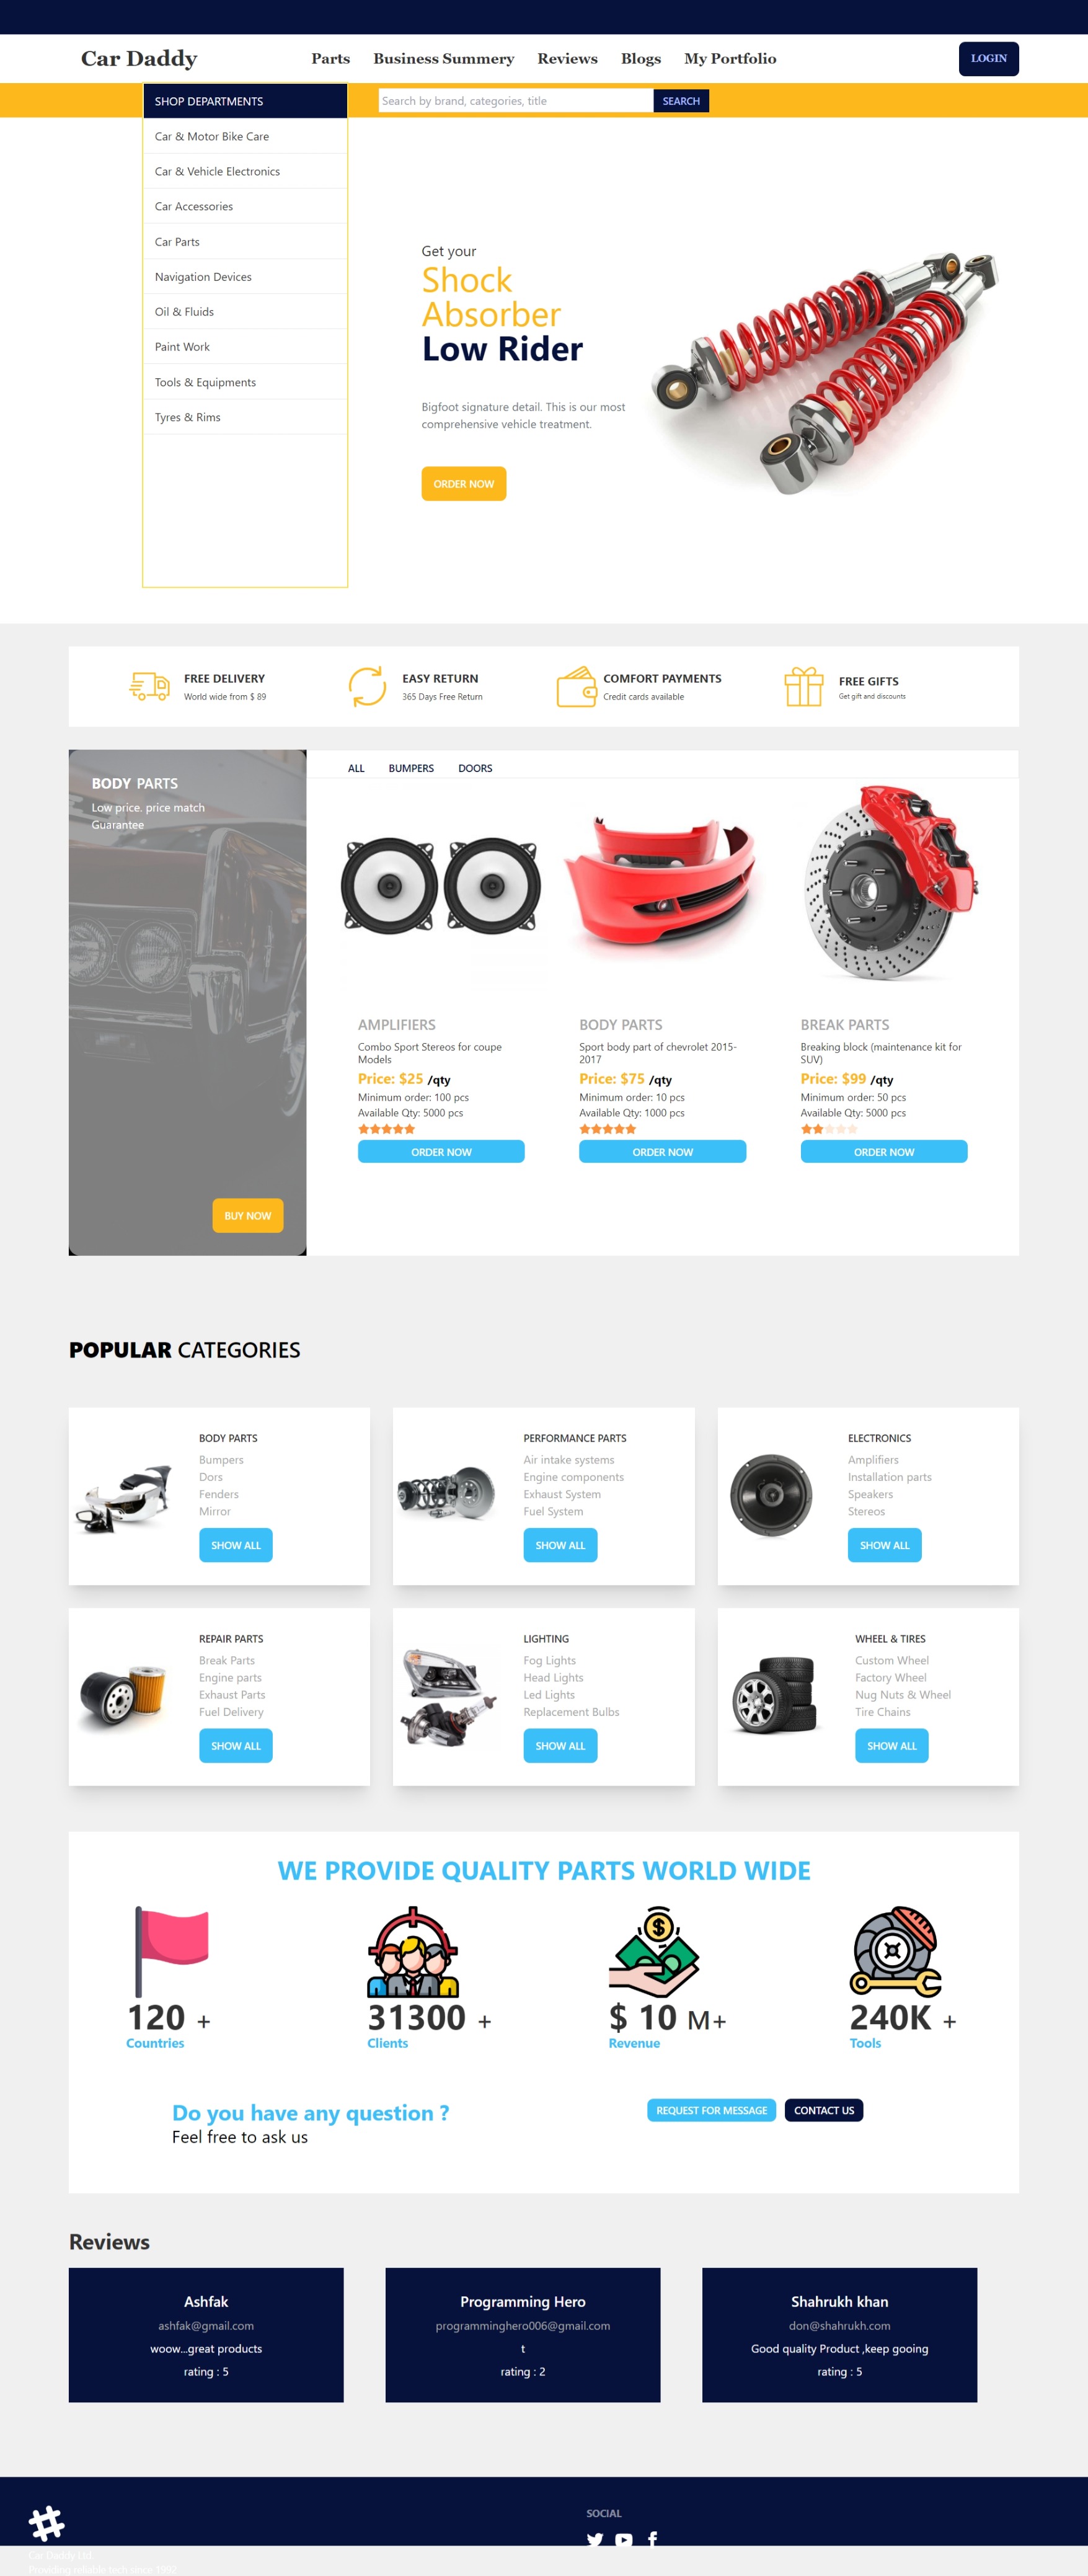 Car Daddy
Parts
Business Summery
Reviews
Blogs
My Portfolio
LOGIN
SHOP DEPARTMENTS
Search by brand, categories, title
SEARCH
Car & Motor Bike Care
Car & Vehicle Electronics
Car Accessories
Car Parts
Navigation Devices
Oil & Fluids
Paint Work
Tools & Equipments
Tyres & Rims
Get your
Shock
Absorber
Low Rider
Bigfoot signature detail. This is our most
comprehensive vehicle treatment.
ORDER NOW
FREE DELIVERY
World wide from $ 89
EASY RETURN
365 Days Free Return
COMFORT PAYMENTS
Credit cards available
FREE GIFTS
Get gift and discounts
BODY PARTS
Low price. price match
Guarantee
BUY NOW
ALL
BUMPERS
DOORS
AMPLIFIERS
Combo Sport Stereos for coupe
Models
Price: $25 /qty
Minimum order: 100 pcs
Available Qty: 5000 pcs
ORDER NOW
BODY PARTS
Sport body part of chevrolet 2015-
2017
Price: $75 /qty
Minimum order: 10 pcs
Available Qty: 1000 pcs
ORDER NOW
BREAK PARTS
Breaking block (maintenance kit for
SUV)
Price: $99 /qty
Minimum order: 50 pcs
Available Qty: 5000 pcs
ORDER NOW
POPULAR CATEGORIES
BODY PARTS
Bumpers
Dors
Fenders
Mirror
SHOW ALL
PERFORMANCE PARTS
Air intake systems
Engine components
Exhaust System
Fuel System
SHOW ALL
ELECTRONICS
Amplifiers
Installation parts
Speakers
Stereos
SHOW ALL
REPAIR PARTS
Break Parts
Engine parts
Exhaust Parts
Fuel Delivery
SHOW ALL
LIGHTING
Fog Lights
Head Lights
Led Lights
Replacement Bulbs
SHOW ALL
WHEEL & TIRES
Custom Wheel
Factory Wheel
Nug Nuts & Wheel
Tire Chains
SHOW ALL
WE PROVIDE QUALITY PARTS WORLD WIDE
120 +
Countries
31300 +
Clients
$ 10 M+
Revenue
240K +
Tools
Do you have any question ?
Feel free to ask us
REQUEST FOR MESSAGE
CONTACT US
Reviews
Ashfak
ashfak@gmail.com
woow...great products
rating : 5
Programming Hero
programminghero006@gmail.com
t
rating : 2
Shahrukh khan
don@shahrukh.com
Good quality Product ,keep gooing
rating : 5
SOCIAL
Car Daddy Ltd.
Providing reliable tech since 1992